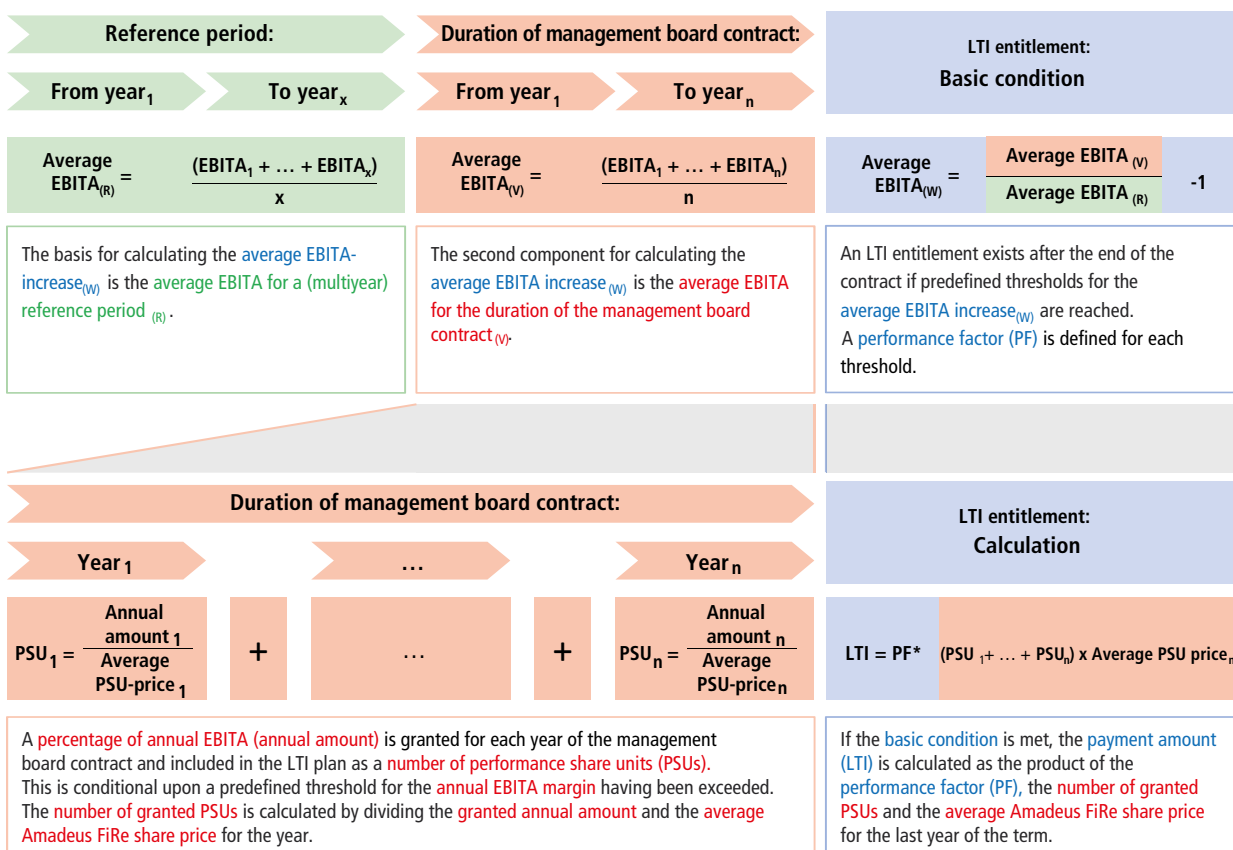 Reference period:
From year1
To yearx
Average
EBITA(R) =
(EBITA1 + … + EBITAx)
x
The basis for calculating the average EBITA-
increase(W) is the average EBITA for a (multiyear)
reference period (R) .
Duration of management board contract:
From year1
To yearn
Average
EBITA(V) =
(EBITA1 + … + EBITAn)
n
The second component for calculating the
average EBITA increase (W) is the average EBITA
for the duration of the management board
contract (V).
LTI entitlement:
Basic condition
Average
EBITA(W) =
Average EBITA (V)
Average EBITA (R)
-1
An LTI entitlement exists after the end of the
contract if predefined thresholds for the
average EBITA increase(W) are reached.
A performance factor (PF) is defined for each
threshold.
Duration of management board contract:
Year 1
…
Year n
PSU1 =
Annual
amount 1
Average
PSU-price1
+
…
+
PSUn =
Annual
amount n
Average
PSU-pricen
A percentage of annual EBITA (annual amount) is granted for each year of the management
board contract and included in the LTI plan as a number of performance share units (PSUs).
This is conditional upon a predefined threshold for the annual EBITA margin having been exceeded.
The number of granted PSUs is calculated by dividing the granted annual amount and the average
Amadeus FiRe share price for the year.
LTI entitlement:
Calculation
LTI = PF* (PSU 1+ … + PSUn) x Average PSU pricen
If the basic condition is met, the payment amount
(LTI) is calculated as the product of the
performance factor (PF), the number of granted
PSUs and the average Amadeus FiRe share price
for the last year of the term.